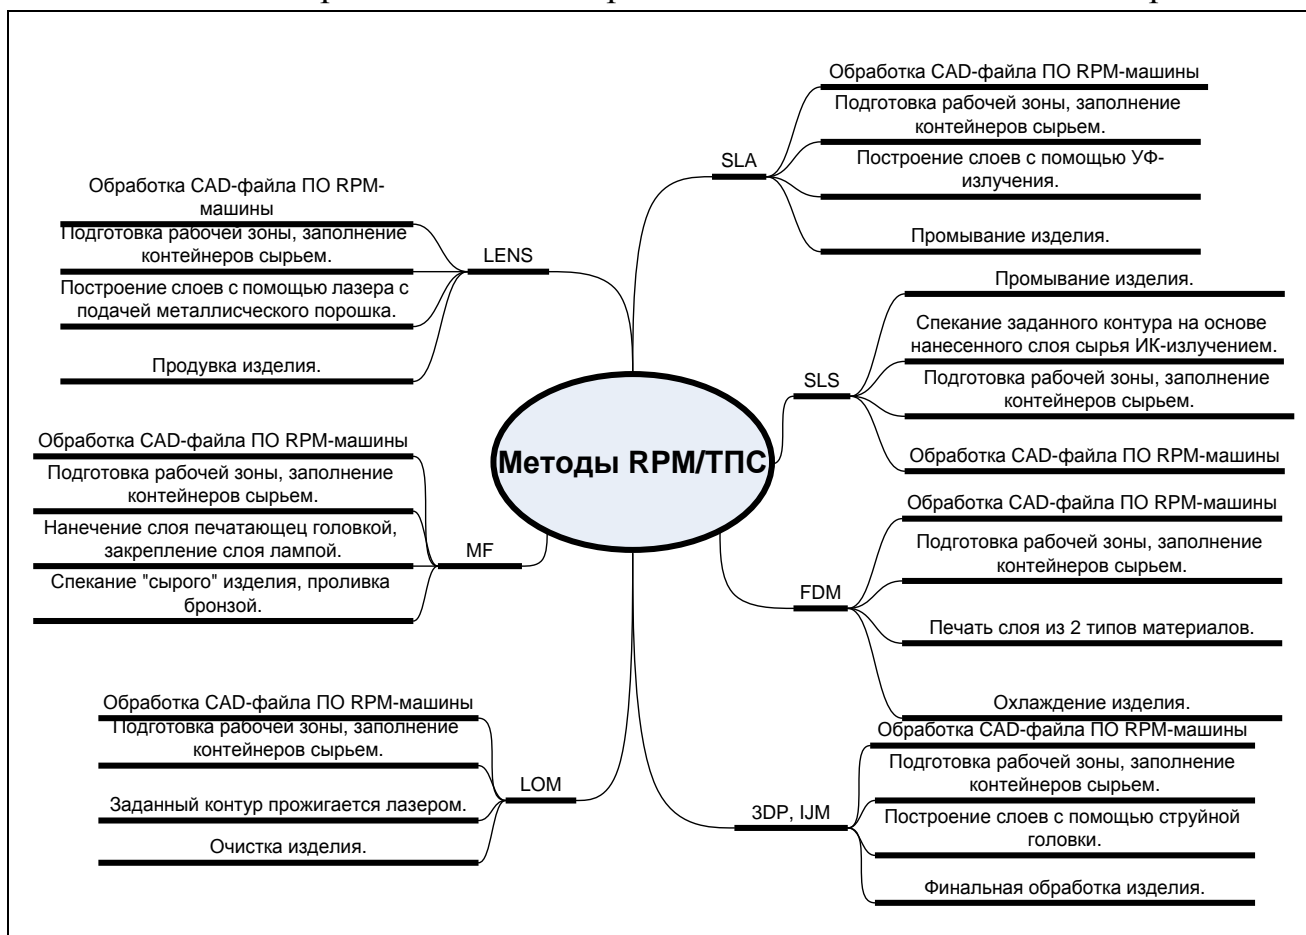 Методы RPM/ТПС
SLA
Обработка CAD-файла ПО RPM-машины
Подготовка рабочей зоны, заполнение
контейнеров сырьем.
Построение слоев с помощью УФ-
излучения.
Промывание изделия.
SLS
Промывание изделия.
Спекание заданного контура на основе
нанесенного слоя сырья ИК-излучением.
Подготовка рабочей зоны, заполнение
контейнеров сырьем.
Обработка CAD-файла ПО RPM-машины
FDM
Обработка CAD-файла ПО RPM-машины
Подготовка рабочей зоны, заполнение
контейнеров сырьем.
Печать слоя из 2 типов материалов.
Охлаждение изделия.
3DP, IJM
Обработка CAD-файла ПО RPM-машины
Подготовка рабочей зоны, заполнение
контейнеров сырьем.
Построение слоев с помощью струйной
головки.
Финальная обработка изделия.
LENS
Обработка CAD-файла ПО RPM-
машины
Подготовка рабочей зоны, заполнение
контейнеров сырьем.
Построение слоев с помощью лазера с
подачей металлисческого порошка.
Продувка изделия.
MF
Обработка CAD-файла ПО RPM-машины
Подготовка рабочей зоны, заполнение
контейнеров сырьем.
Нанечение слоя печатающец головкой,
закрепление слоя лампой.
Спекание "сырого" изделия, проливка
бронзой.
LOM
Обработка CAD-файла ПО RPM-машины
Подготовка рабочей зоны, заполнение
контейнеров сырьем.
Заданный контур прожигается лазером.
Очистка изделия.